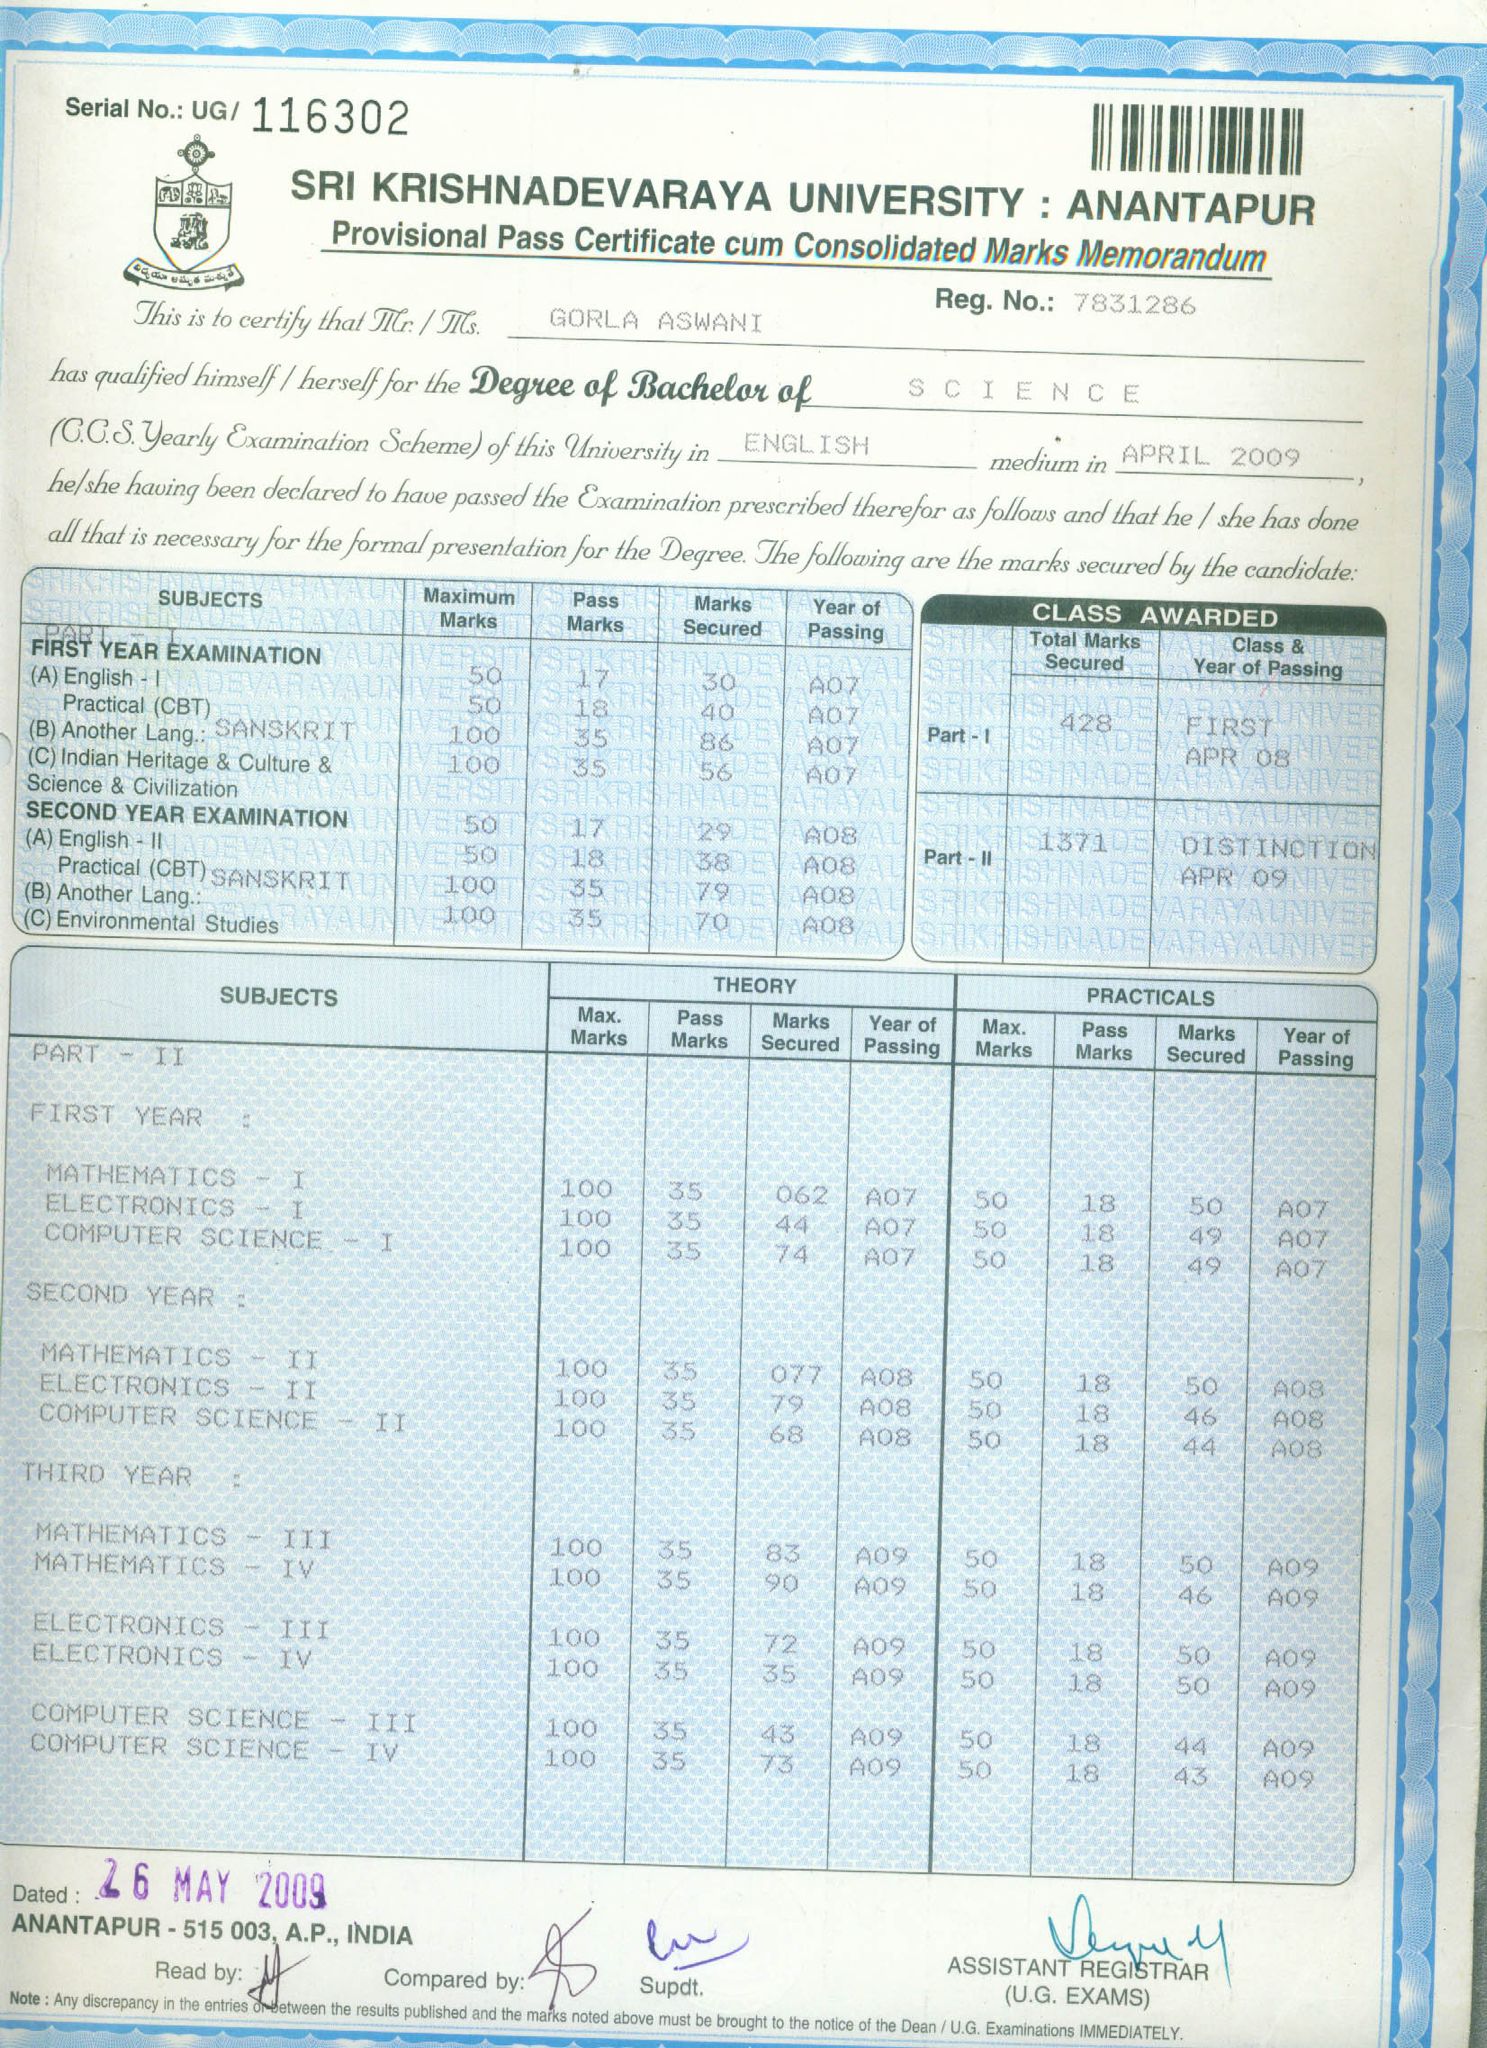 Serial No.: UG/ 116302
SRI KRISHNADEVARAYA UNIVERSITY : ANANTAPUR
Provisional Pass Certificate cum Consolidated Marks Memorandum
Reg. No.: 7831286
This is to certify that Mr. / Ms. GORLA ASWANI
has qualified himself / herself for the Degree of Bachelor of S C I E N C E
(C.C.S. Yearly Examination Scheme) of this University in ENGLISH medium in APRIL 2009,
he/she having been declared to have passed the Examination prescribed therefor as follows and that he / she has done
all that is necessary for the formal presentation for the Degree. The following are the marks secured by the candidate:
SUBJECTS Maximum Marks Pass Marks Marks Secured Year of Passing
PART - I
FIRST YEAR EXAMINATION
(A) English - I 50 17 30 A07
Practical (CBT) 50 18 40 A07
(B) Another Lang.: SANSKRIT 100 35 86 A07
(C) Indian Heritage & Culture & 100 35 56 A07
Science & Civilization
SECOND YEAR EXAMINATION
(A) English - II 50 17 29 A08
Practical (CBT) 50 18 38 A08
(B) Another Lang.: SANSKRIT 100 35 79 A08
(C) Environmental Studies 100 35 70 A08
CLASS AWARDED
Total Marks Secured Class & Year of Passing
Part - I 428 FIRST
APR 08
Part - II 1371 DISTINCTION
APR 09
SUBJECTS THEORY PRACTICALS
Max. Marks Pass Marks Marks Secured Year of Passing Max. Marks Pass Marks Marks Secured Year of Passing
PART - II
FIRST YEAR :
MATHEMATICS - I 100 35 062 A07 50 18 50 A07
ELECTRONICS - I 100 35 44 A07 50 18 49 A07
COMPUTER SCIENCE - I 100 35 74 A07 50 18 49 A07
SECOND YEAR :
MATHEMATICS - II 100 35 077 A08 50 18 50 A08
ELECTRONICS - II 100 35 79 A08 50 18 46 A08
COMPUTER SCIENCE - II 100 35 68 A08 50 18 44 A08
THIRD YEAR :
MATHEMATICS - III 100 35 83 A09 50 18 50 A09
MATHEMATICS - IV 100 35 90 A09 50 18 46 A09
ELECTRONICS - III 100 35 72 A09 50 18 50 A09
ELECTRONICS - IV 100 35 35 A09 50 18 50 A09
COMPUTER SCIENCE - III 100 35 43 A09 50 18 44 A09
COMPUTER SCIENCE - IV 100 35 73 A09 50 18 43 A09
Dated : 26 MAY 2009
ANANTAPUR - 515 003, A.P., INDIA
Read by: Compared by: Supdt. ASSISTANT REGISTRAR
(U.G. EXAMS)
Note : Any discrepancy in the entries or between the results published and the marks noted above must be brought to the notice of the Dean / U.G. Examinations IMMEDIATELY.